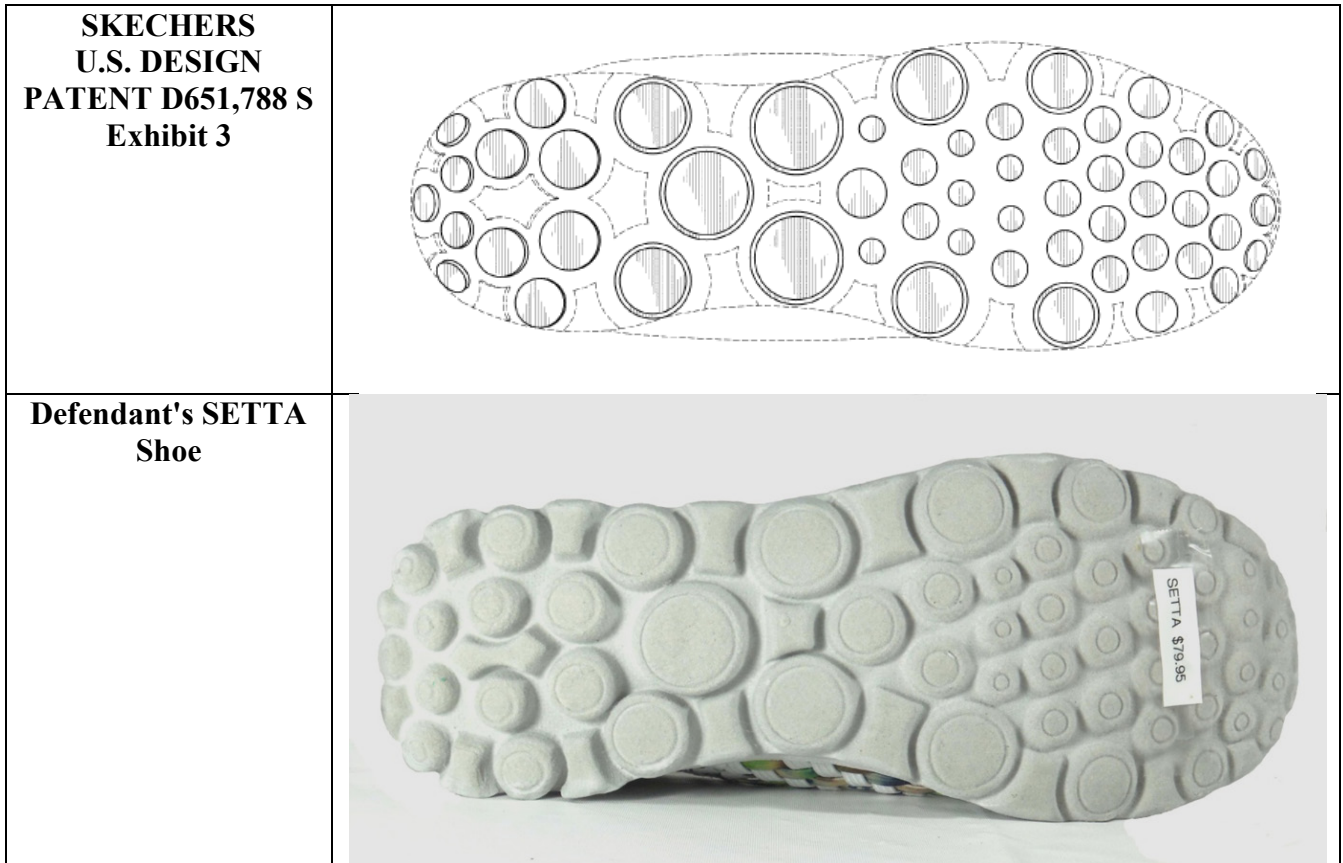 SKECHERS
U.S. DESIGN
PATENT D651,788 S
Exhibit 3
Defendant's SETTA
Shoe
SETTA $79.95